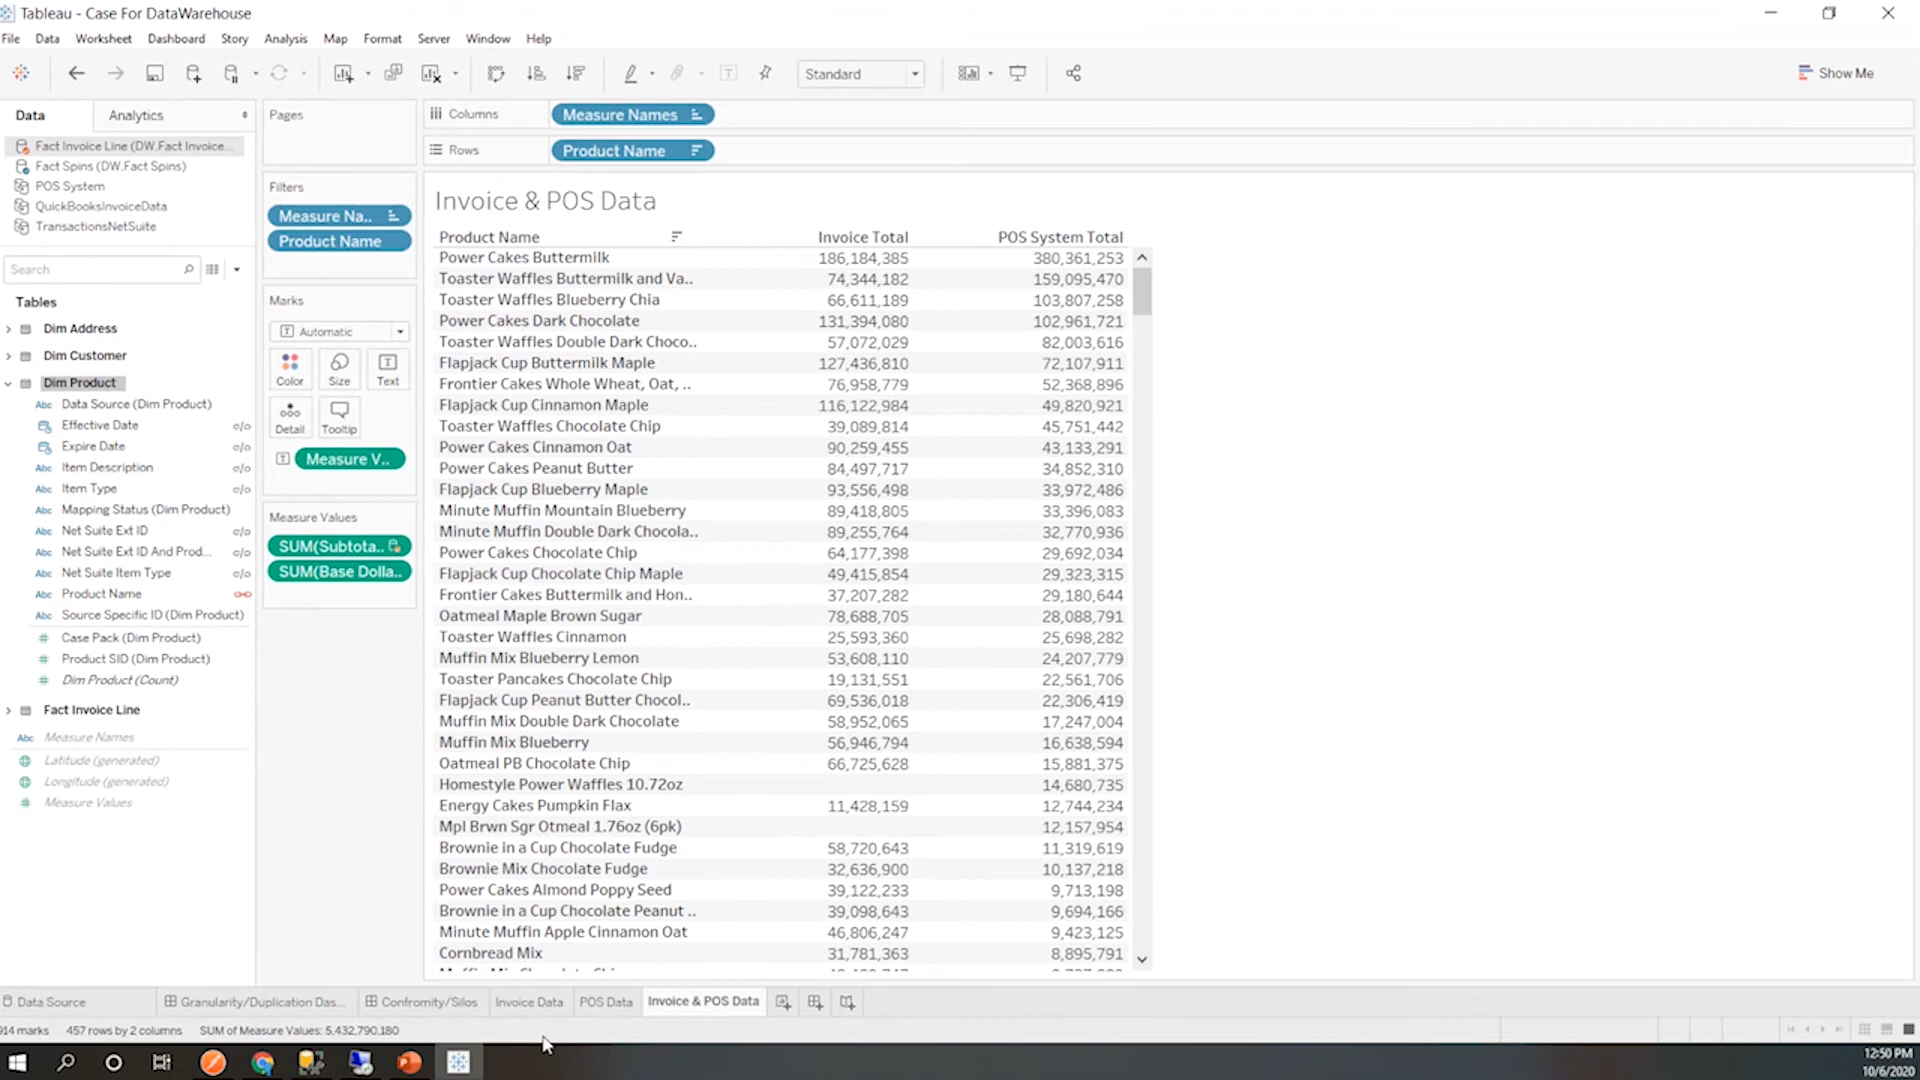 Tableau - Case For DataWarehouse
File Data Worksheet Dashboard Story Analysis Map Format Server Window Help
Standard
Show Me
Data Analytics
Fact Invoice Line (DW.Fact Invoice...
Fact Spins (DW.Fact Spins)
POS System
QuickBooksInvoiceData
TransactionsNetSuite
Search
Tables
Dim Address
Dim Customer
Dim Product
Abc Data Source (Dim Product)
Effective Date
Expire Date
Abc Item Description
Abc Item Type
Abc Mapping Status (Dim Product)
Abc Net Suite Ext ID
Abc Net Suite Ext ID And Prod...
Abc Net Suite Item Type
Abc Product Name
Abc Source Specific ID (Dim Product)
# Case Pack (Dim Product)
# Product SID (Dim Product)
# Dim Product (Count)
Fact Invoice Line
Abc Measure Names
Latitude (generated)
Longitude (generated)
# Measure Values
Pages
Filters
Measure Na..
Product Name
Marks
T Automatic
Color Size Text
Detail Tooltip
Measure V..
Measure Values
SUM(Subtota..
SUM(Base Dolla..
Columns Measure Names
Rows Product Name
Invoice & POS Data
Product Name Invoice Total POS System Total
Power Cakes Buttermilk 186,184,385 380,361,253
Toaster Waffles Buttermilk and Va.. 74,344,182 159,095,470
Toaster Waffles Blueberry Chia 66,611,189 103,807,258
Power Cakes Dark Chocolate 131,394,080 102,961,721
Toaster Waffles Double Dark Choco.. 57,072,029 82,003,616
Flapjack Cup Buttermilk Maple 127,436,810 72,107,911
Frontier Cakes Whole Wheat, Oat, .. 76,958,779 52,368,896
Flapjack Cup Cinnamon Maple 116,122,984 49,820,921
Toaster Waffles Chocolate Chip 39,089,814 45,751,442
Power Cakes Cinnamon Oat 90,259,455 43,133,291
Power Cakes Peanut Butter 84,497,717 34,852,310
Flapjack Cup Blueberry Maple 93,556,498 33,972,486
Minute Muffin Mountain Blueberry 89,418,805 33,396,083
Minute Muffin Double Dark Chocola.. 89,255,764 32,770,936
Power Cakes Chocolate Chip 64,177,398 29,692,034
Flapjack Cup Chocolate Chip Maple 49,415,854 29,323,315
Frontier Cakes Buttermilk and Hon.. 37,207,282 29,180,644
Oatmeal Maple Brown Sugar 78,688,705 28,088,791
Toaster Waffles Cinnamon 25,593,360 25,698,282
Muffin Mix Blueberry Lemon 53,608,110 24,207,779
Toaster Pancakes Chocolate Chip 19,131,551 22,561,706
Flapjack Cup Peanut Butter Chocol.. 69,536,018 22,306,419
Muffin Mix Double Dark Chocolate 58,952,065 17,247,004
Muffin Mix Blueberry 56,946,794 16,638,594
Oatmeal PB Chocolate Chip 66,725,628 15,881,375
Homestyle Power Waffles 10.72oz 14,680,735
Energy Cakes Pumpkin Flax 11,428,159 12,744,234
Mpl Brwn Sgr Otmeal 1.76oz (6pk) 12,157,954
Brownie in a Cup Chocolate Fudge 58,720,643 11,319,619
Brownie Mix Chocolate Fudge 32,636,900 10,137,218
Power Cakes Almond Poppy Seed 39,122,233 9,713,198
Brownie in a Cup Chocolate Peanut .. 39,098,643 9,694,166
Minute Muffin Apple Cinnamon Oat 46,806,247 9,423,125
Cornbread Mix 31,781,363 8,895,791
Data Source Granularity/Duplication Das... Confromity/Silos Invoice Data POS Data Invoice & POS Data
914 marks 457 rows by 2 columns SUM of Measure Values: 5,432,790,180
12:50 PM
10/6/2020